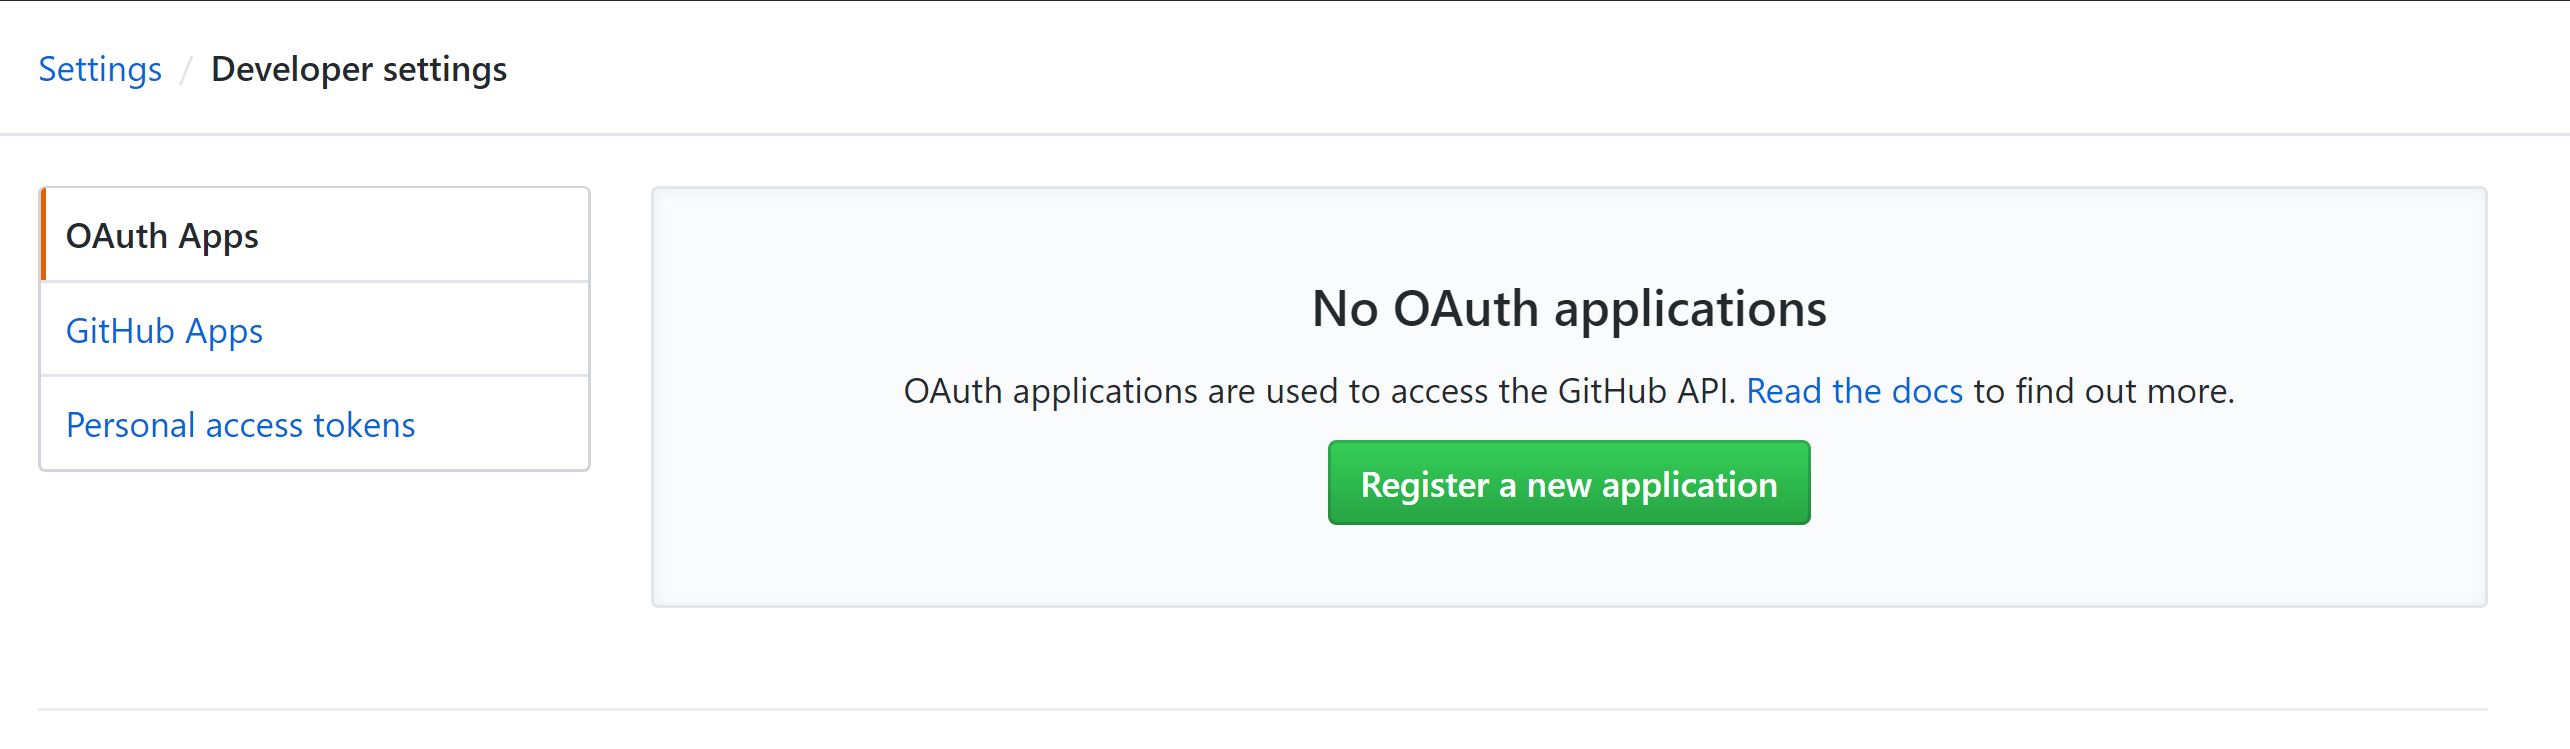 Settings / Developer settings
OAuth Apps
GitHub Apps
Personal access tokens
No OAuth applications
OAuth applications are used to access the GitHub API. Read the docs to find out more.
Register a new application